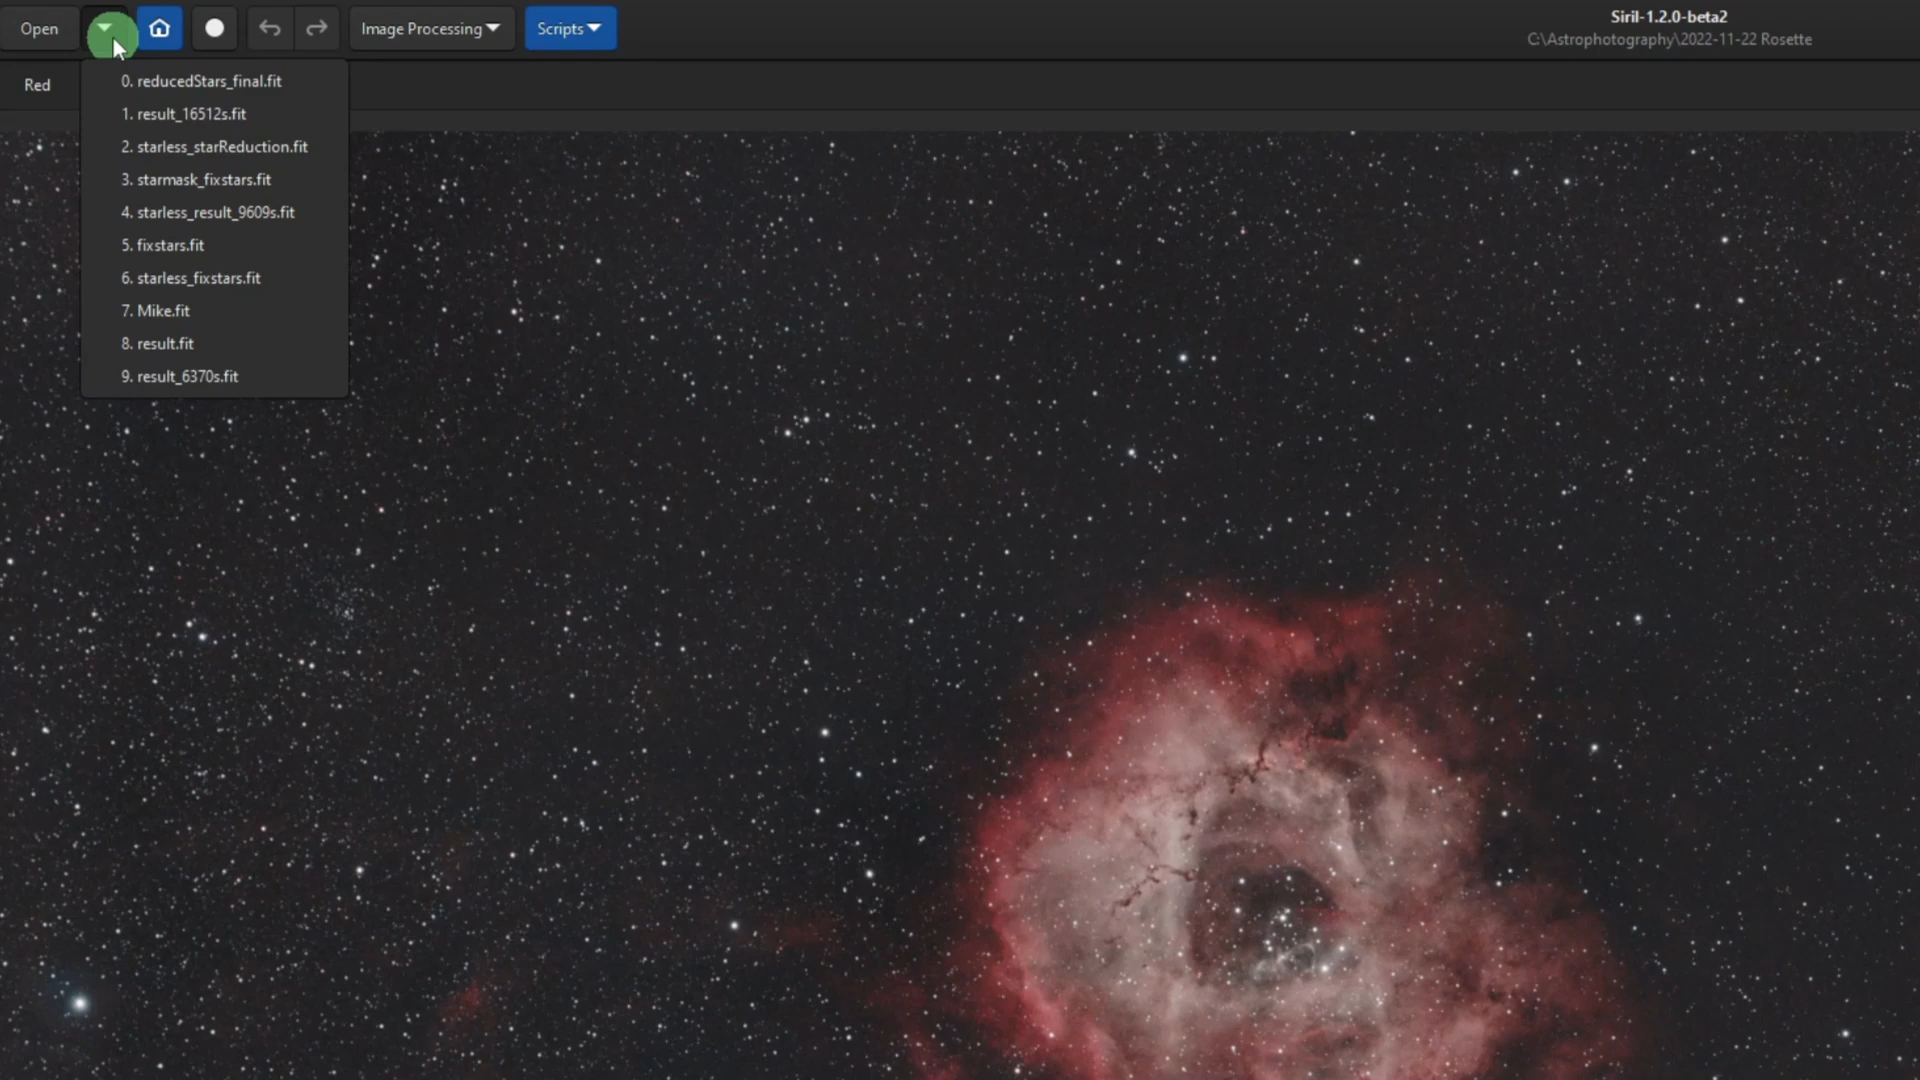 Open
Image Processing
Scripts
Siril-1.2.0-beta2
C:\Astrophotography\2022-11-22 Rosette
Red
0. reducedStars_final.fit
1. result_16512s.fit
2. starless_starReduction.fit
3. starmask_fixstars.fit
4. starless_result_9609s.fit
5. fixstars.fit
6. starless_fixstars.fit
7. Mike.fit
8. result.fit
9. result_6370s.fit